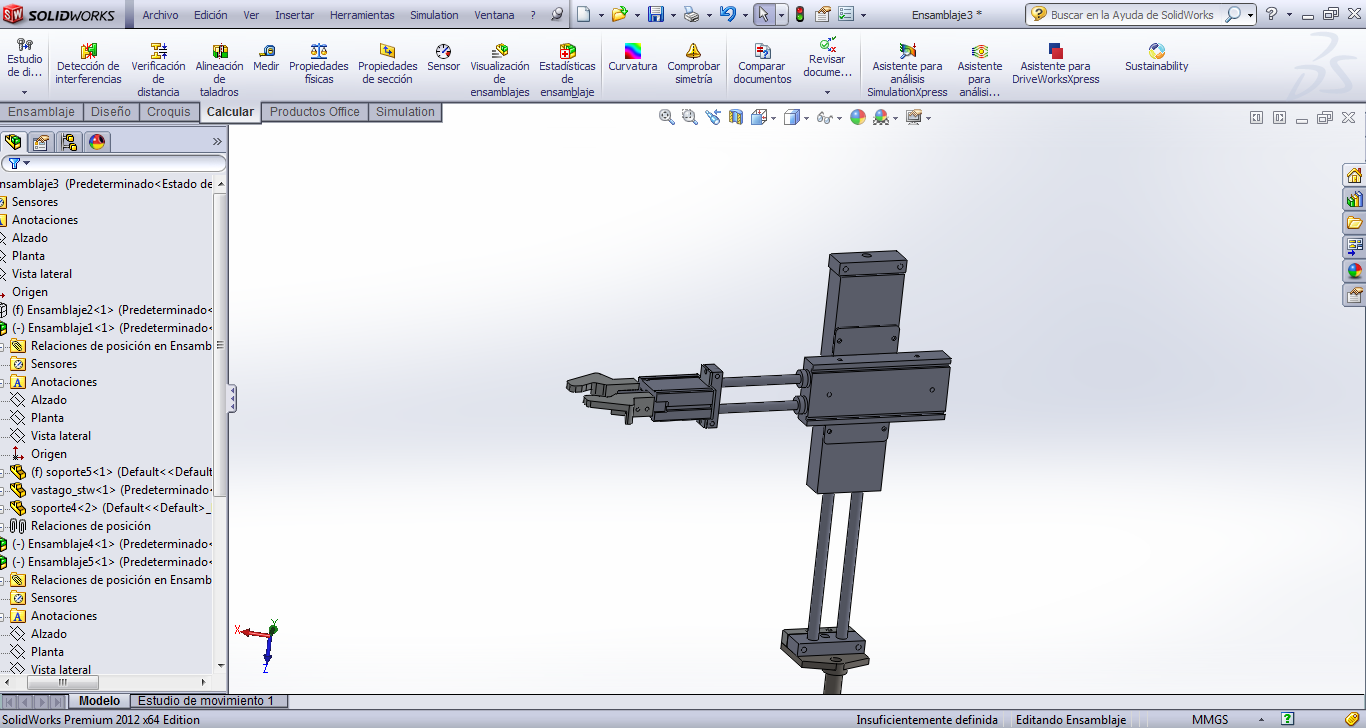 SOLIDWORKS
Archivo Edición Ver Insertar Herramientas Simulation Ventana ?
Ensamblaje3 *
Buscar en la Ayuda de SolidWorks
?
Estudio de di...
Detección de interferencias
Verificación de distancia
Alineación de taladros
Medir
Propiedades físicas
Propiedades de sección
Sensor
Visualización de ensamblajes
Estadísticas de ensamblaje
Curvatura
Comprobar simetría
Comparar documentos
Revisar docume...
Asistente para análisis SimulationXpress
Asistente para análisi...
Asistente para DriveWorksXpress
Sustainability
Ensamblaje Diseño Croquis Calcular Productos Office Simulation
nsamblaje3 (Predeterminado<Estado de
Sensores
Anotaciones
Alzado
Planta
Vista lateral
Origen
(f) Ensamblaje2<1> (Predeterminado<
(-) Ensamblaje1<1> (Predeterminado<
Relaciones de posición en Ensamb
Sensores
Anotaciones
Alzado
Planta
Vista lateral
Origen
(f) soporte5<1> (Default<<Default
vastago_stw<1> (Predeterminado<
soporte4<2> (Default<<Default>_
Relaciones de posición
(-) Ensamblaje4<1> (Predeterminado<
(-) Ensamblaje5<1> (Predeterminado<
Relaciones de posición en Ensamb
Sensores
Anotaciones
Alzado
Planta
Vista lateral
X Y
Z
Modelo Estudio de movimiento 1
SolidWorks Premium 2012 x64 Edition
Insuficientemente definida Editando Ensamblaje MMGS ?